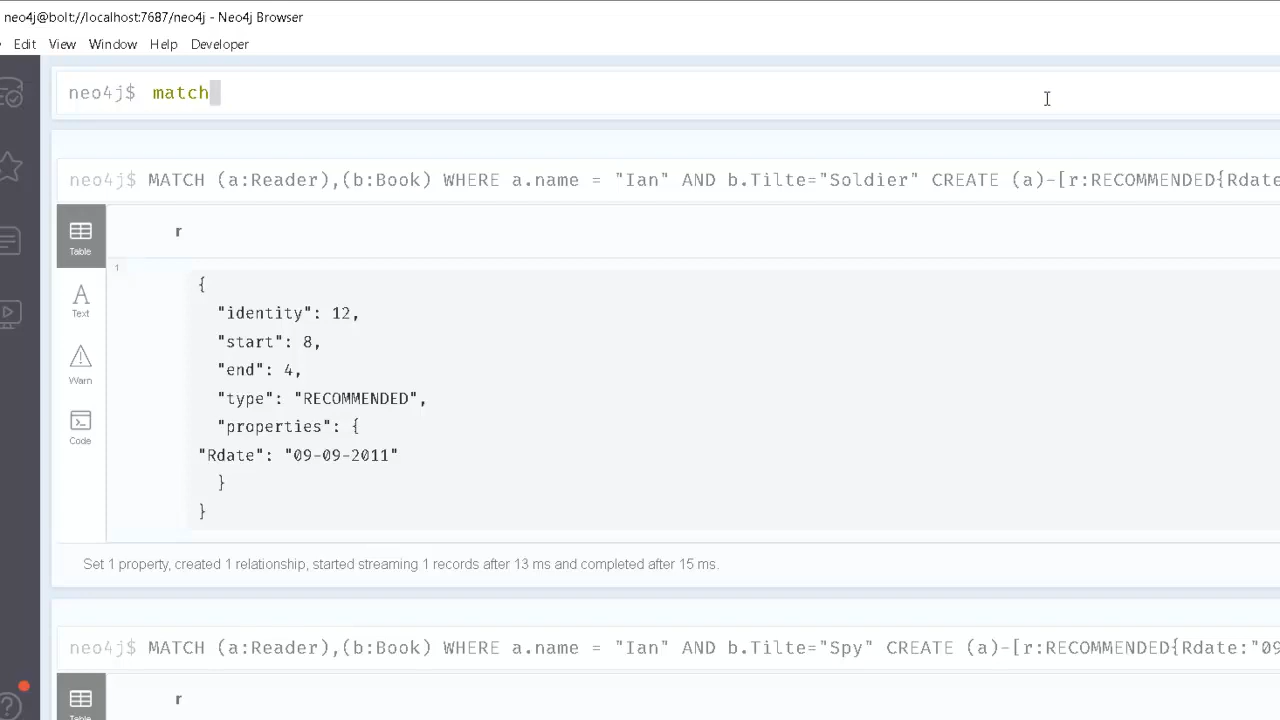 neo4j@bolt://localhost:7687/neo4j - Neo4j Browser
Edit View Window Help Developer
neo4j$ match
neo4j$ MATCH (a:Reader),(b:Book) WHERE a.name = "Ian" AND b.Tilte="Soldier" CREATE (a)-[r:RECOMMENDED{Rdate
Table
r
1
{
"identity": 12,
"start": 8,
"end": 4,
"type": "RECOMMENDED",
"properties": {
"Rdate": "09-09-2011"
}
}
A
Text
Warn
Code
Set 1 property, created 1 relationship, started streaming 1 records after 13 ms and completed after 15 ms.
neo4j$ MATCH (a:Reader),(b:Book) WHERE a.name = "Ian" AND b.Tilte="Spy" CREATE (a)-[r:RECOMMENDED{Rdate:"09
Table
r